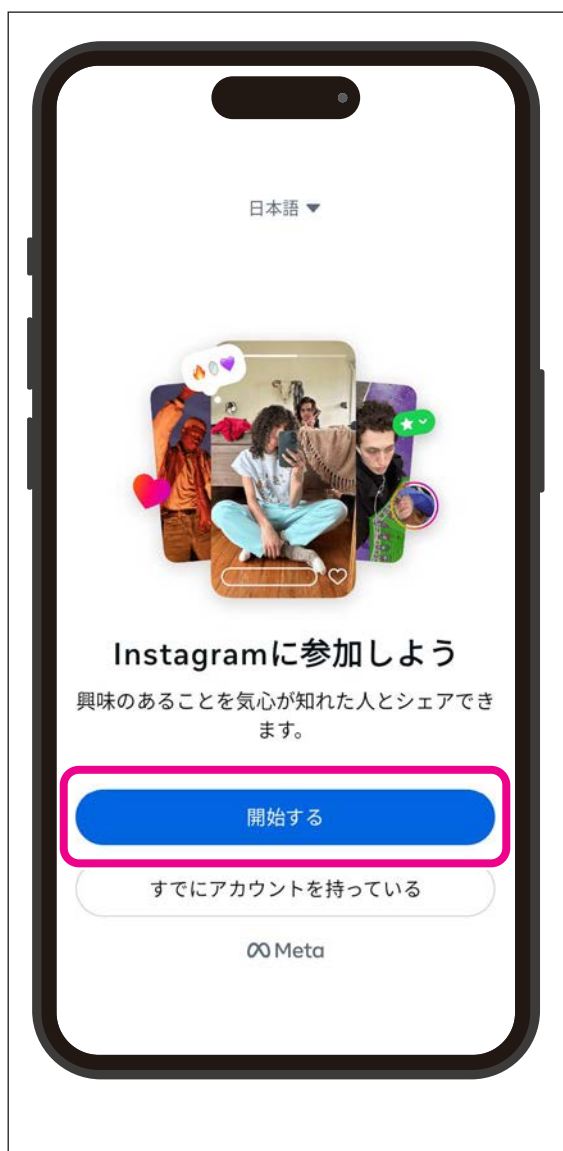 日本語
Instagramに参加しよう
興味のあることを気心が知れた人とシェアでき
ます。
開始する
すでにアカウントを持っている
Meta